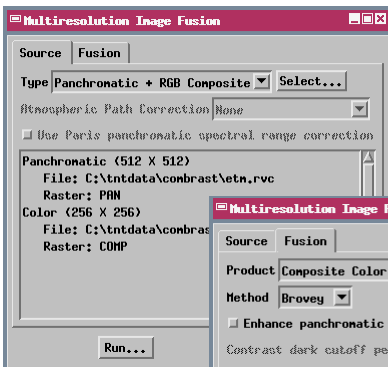 Multiresolution Image Fusion
Source Fusion
Type Panchromatic + RGB Composite Select...
Atmospheric Path Correction None
Use Paris panchromatic spectral range correction
Panchromatic (512 X 512)
File: C:\tntdata\combrast\etm.rvc
Raster: PAN
Color (256 X 256)
File: C:\tntdata\combras
Raster: COMP
Run...
Multiresolution Image
Source Fusion
Product Composite Color
Method Brovey
Enhance panchromatic
Contrast dark cutoff pe